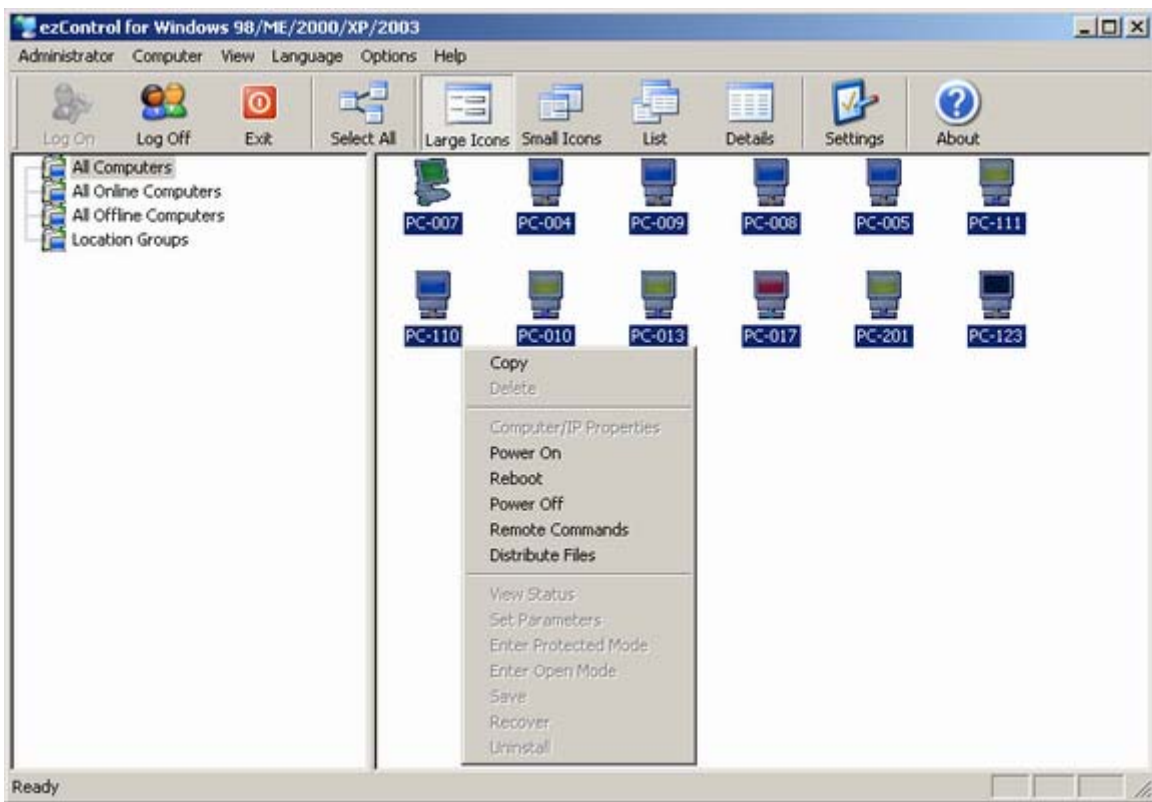 ezControl for Windows 98/ME/2000/XP/2003
Administrator Computer View Language Options Help
Log On Log Off Exit Select All Large Icons Small Icons List Details Settings About
All Computers
All Online Computers
All Offline Computers
Location Groups
PC-007 PC-004 PC-009 PC-008 PC-005 PC-111
PC-110 PC-010 PC-013 PC-017 PC-201 PC-123
Copy
Delete
Computer/IP Properties
Power On
Reboot
Power Off
Remote Commands
Distribute Files
View Status
Set Parameters
Enter Protected Mode
Enter Open Mode
Save
Recover
Uninstall
Ready